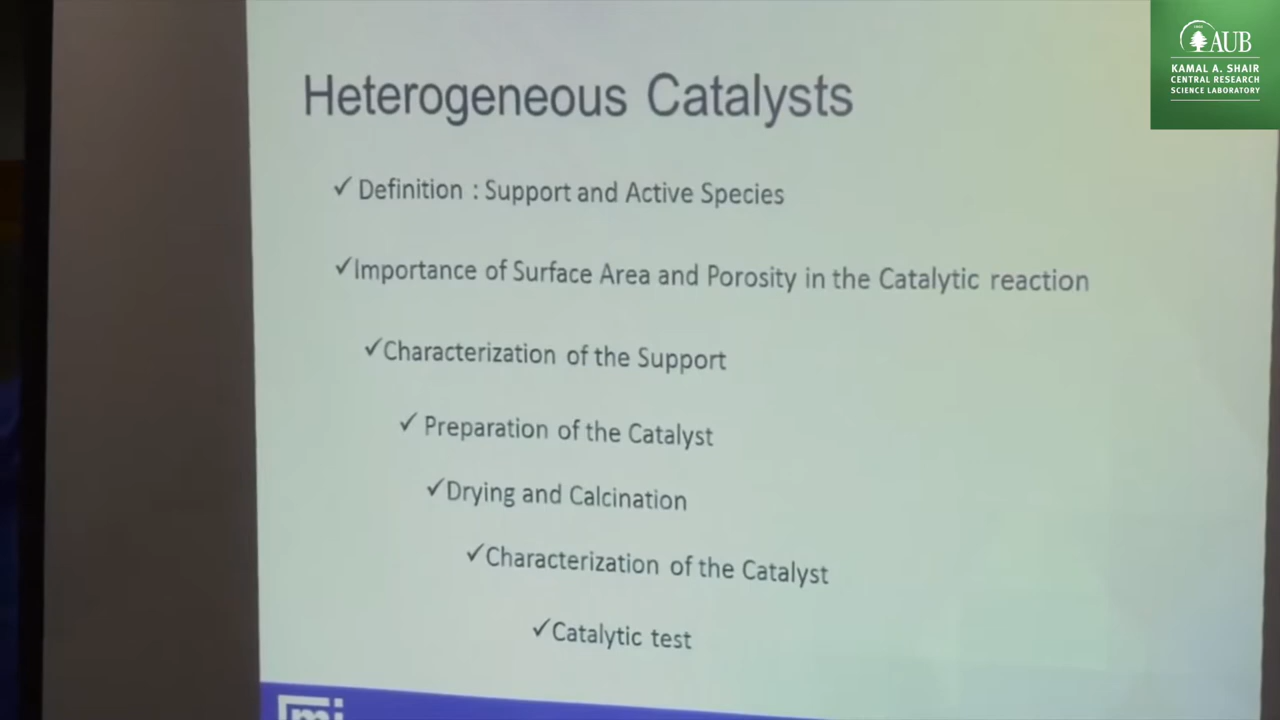 AUB
KAMAL A. SHAIR
CENTRAL RESEARCH
SCIENCE LABORATORY
Heterogeneous Catalysts
✓ Definition : Support and Active Species
✓Importance of Surface Area and Porosity in the Catalytic reaction
✓Characterization of the Support
✓ Preparation of the Catalyst
✓Drying and Calcination
✓Characterization of the Catalyst
✓Catalytic test
mi